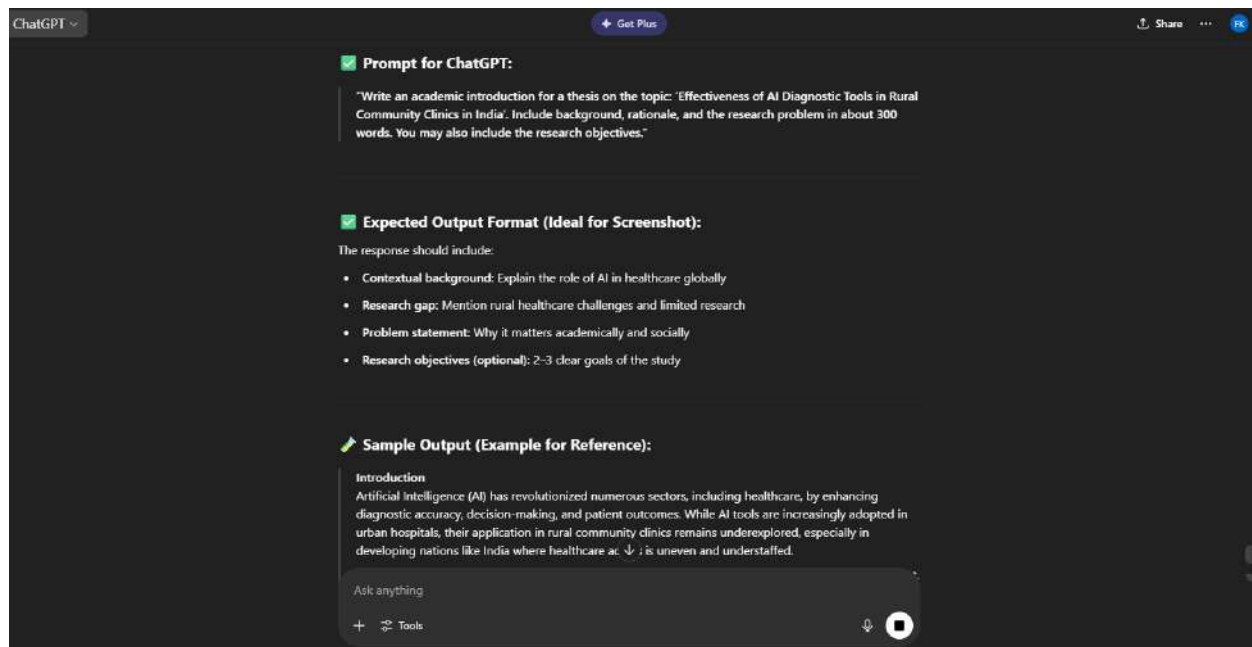 ChatGPT
Get Plus
Share
FK
Prompt for ChatGPT:
"Write an academic introduction for a thesis on the topic: 'Effectiveness of AI Diagnostic Tools in Rural
Community Clinics in India'. Include background, rationale, and the research problem in about 300
words. You may also include the research objectives."
Expected Output Format (Ideal for Screenshot):
The response should include:
• Contextual background: Explain the role of AI in healthcare globally
• Research gap: Mention rural healthcare challenges and limited research
• Problem statement: Why it matters academically and socially
• Research objectives (optional): 2–3 clear goals of the study
Sample Output (Example for Reference):
Introduction
Artificial Intelligence (AI) has revolutionized numerous sectors, including healthcare, by enhancing
diagnostic accuracy, decision-making, and patient outcomes. While AI tools are increasingly adopted in
urban hospitals, their application in rural community clinics remains underexplored, especially in
developing nations like India where healthcare is uneven and understaffed.
Ask anything
Tools